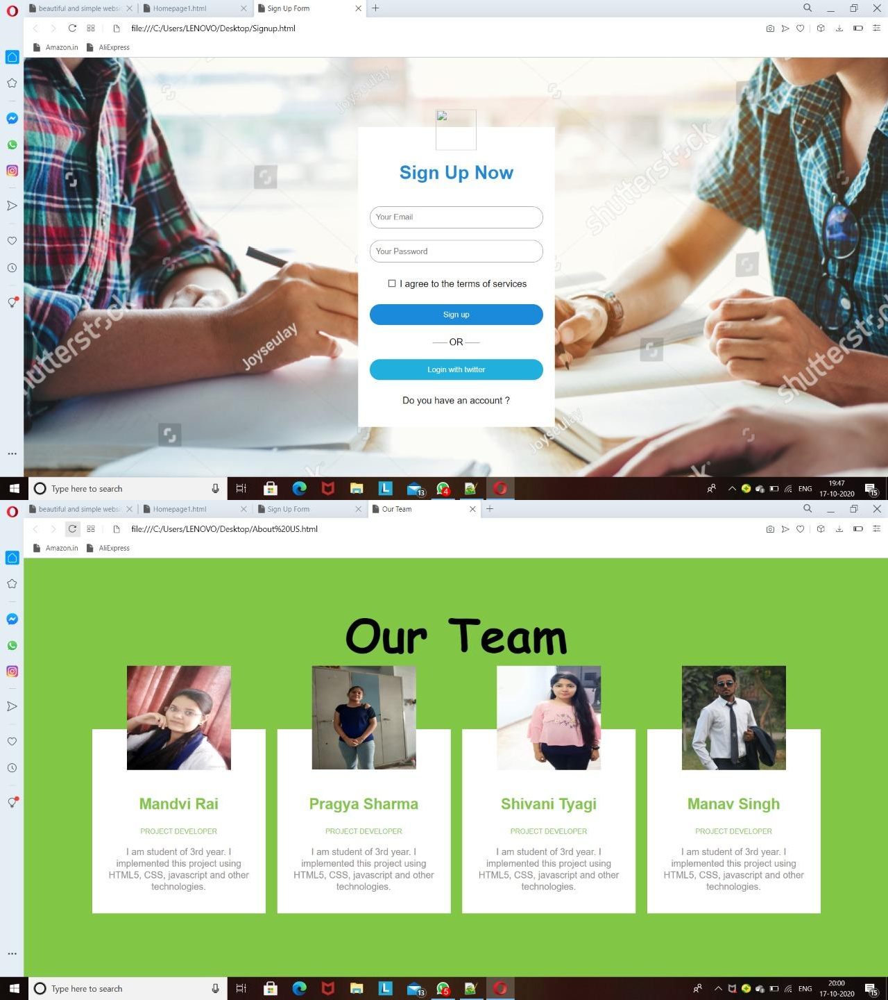 beautiful and simple websi
Homepage1.html
Sign Up Form
file:///C:/Users/LENOVO/Desktop/Signup.html
Amazon.in
AliExpress
Joyseulay
shutterstock
Sign Up Now
Your Email
Your Password
I agree to the terms of services
Sign up
OR
Login with twitter
Do you have an account ?
shutterstock
Joyseulay
shutterstock
Joyseulay
Type here to search
L
13
4
ENG
19:47
17-10-2020
15
beautiful and simple websi
Homepage1.html
Sign Up Form
Our Team
file:///C:/Users/LENOVO/Desktop/About%20US.html
Amazon.in
AliExpress
Our Team
Mandvi Rai
PROJECT DEVELOPER
I am student of 3rd year. I
implemented this project using
HTML5, CSS, javascript and other
technologies.
Pragya Sharma
PROJECT DEVELOPER
I am student of 3rd year. I
implemented this project using
HTML5, CSS, javascript and other
technologies.
Shivani Tyagi
PROJECT DEVELOPER
I am student of 3rd year. I
implemented this project using
HTML5, CSS, javascript and other
technologies.
Manav Singh
PROJECT DEVELOPER
I am student of 3rd year. I
implemented this project using
HTML5, CSS, javascript and other
technologies.
Type here to search
L
13
5
ENG
20:00
17-10-2020
15